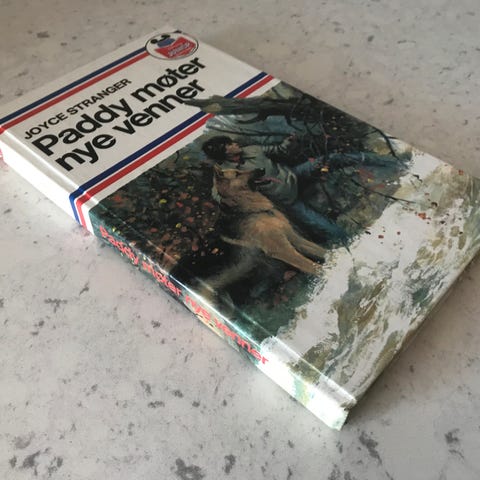 JOYCE STRANGER
Paddy møter
nye venner
Paddy møter nye venner